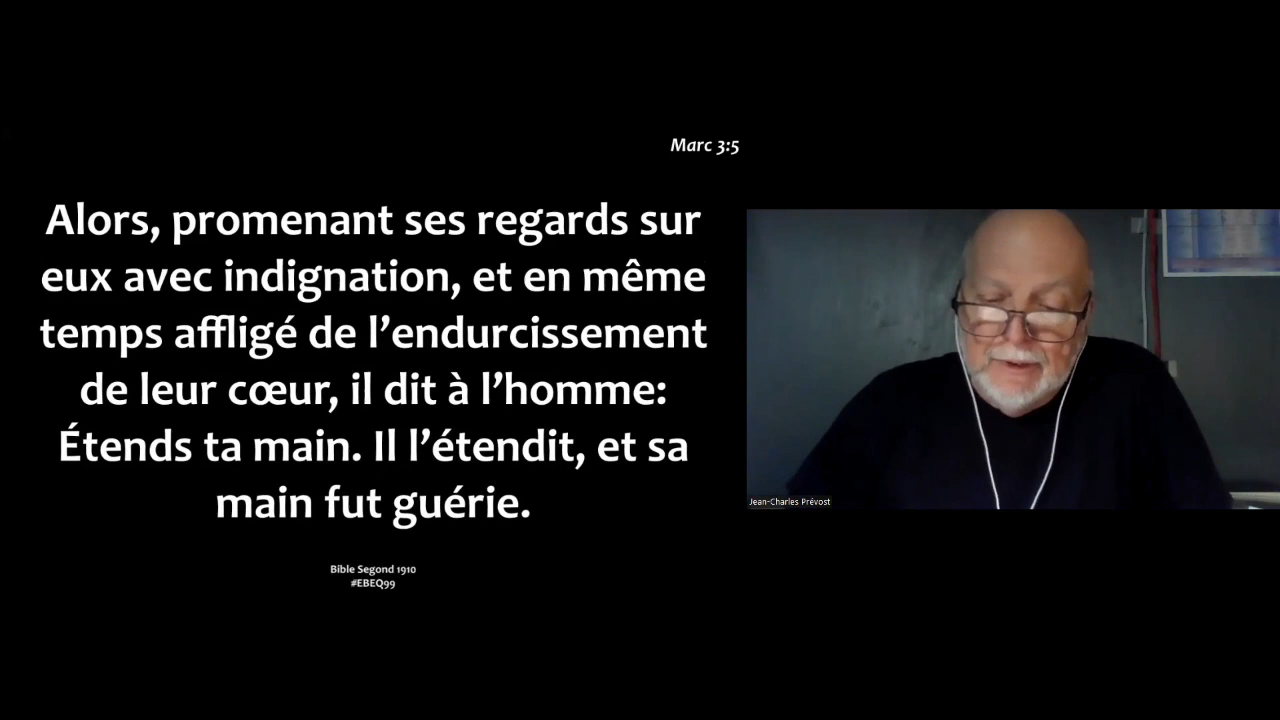 Marc 3:5
Alors, promenant ses regards sur
eux avec indignation, et en même
temps affligé de l’endurcissement
de leur cœur, il dit à l’homme:
Étends ta main. Il l’étendit, et sa
main fut guérie.
Bible Segond 1910
#EBEQ99
Jean-Charles Prévost